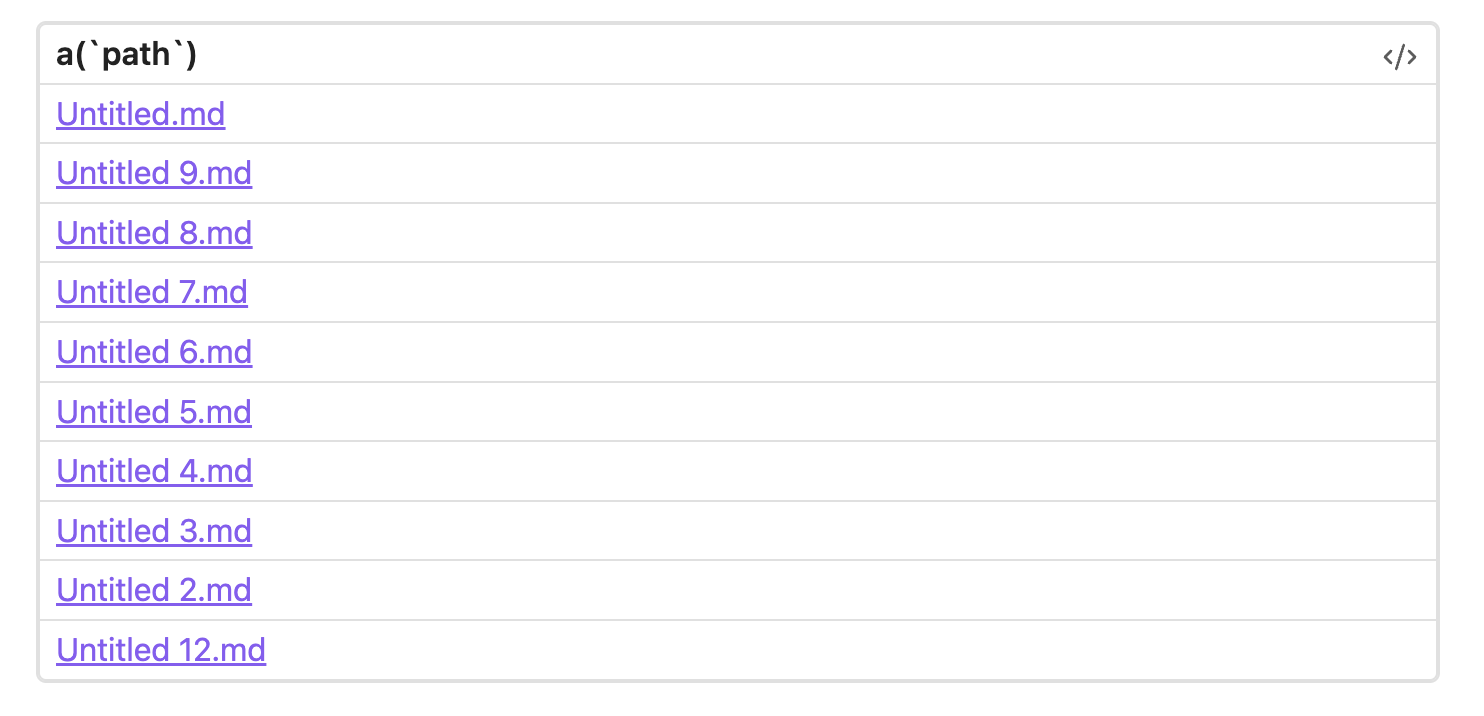 a(`path`)
</>
Untitled.md
Untitled 9.md
Untitled 8.md
Untitled 7.md
Untitled 6.md
Untitled 5.md
Untitled 4.md
Untitled 3.md
Untitled 2.md
Untitled 12.md